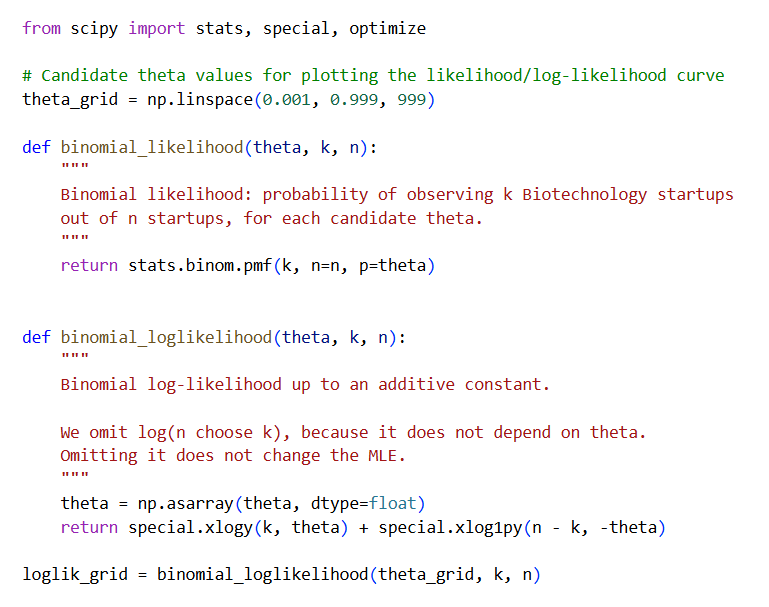 from scipy import stats, special, optimize
# Candidate theta values for plotting the likelihood/log-likelihood curve
theta_grid = np.linspace(0.001, 0.999, 999)
def binomial_likelihood(theta, k, n):
    """
    Binomial likelihood: probability of observing k Biotechnology startups
    out of n startups, for each candidate theta.
    """
    return stats.binom.pmf(k, n=n, p=theta)
def binomial_loglikelihood(theta, k, n):
    """
    Binomial log-likelihood up to an additive constant.
    We omit log(n choose k), because it does not depend on theta.
    Omitting it does not change the MLE.
    """
    theta = np.asarray(theta, dtype=float)
    return special.xlogy(k, theta) + special.xlog1py(n - k, -theta)
loglik_grid = binomial_loglikelihood(theta_grid, k, n)